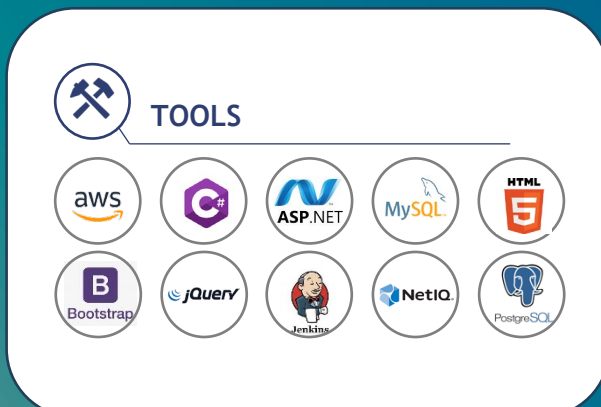 TOOLS
aws
C#
ASP.NET
MySQL
HTML
5
B
Bootstrap
jQuery
Jenkins
NetIQ
PostgreSQL